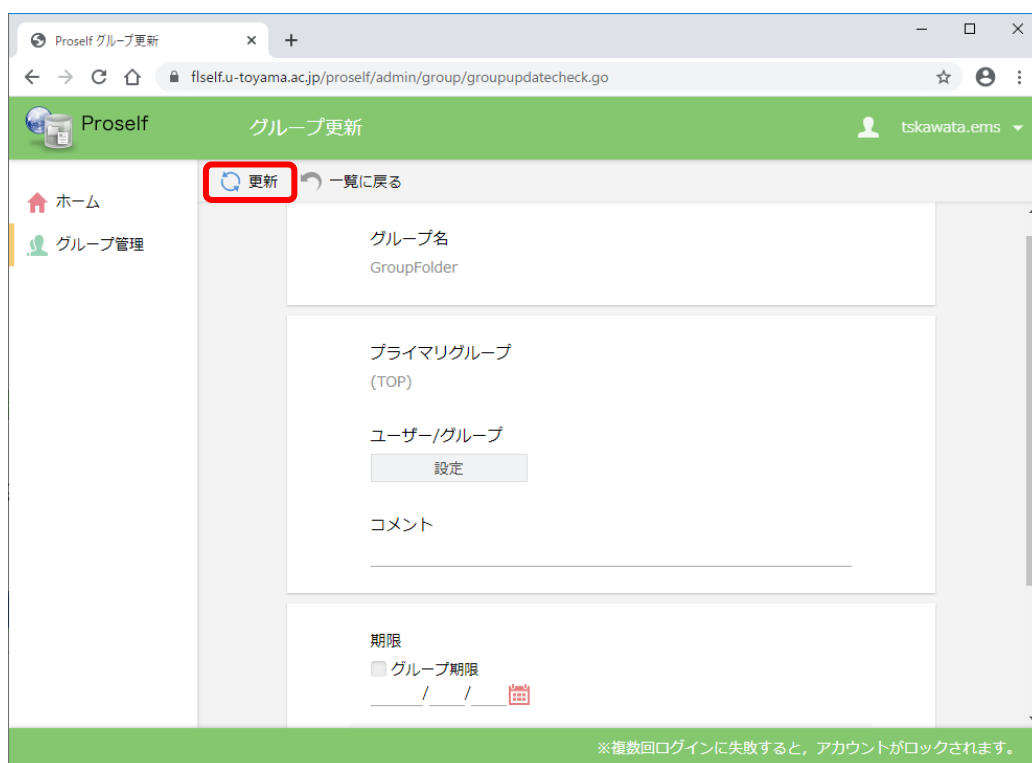 Proself グループ更新
flself.u-toyama.ac.jp/proself/admin/group/groupupdatecheck.go
Proself
グループ更新
tskawata.ems
更新
一覧に戻る
ホーム
グループ管理
グループ名
GroupFolder
プライマリグループ
(TOP)
ユーザー/グループ
設定
コメント
期限
グループ期限
/ /
※複数回ログインに失敗すると，アカウントがロックされます。